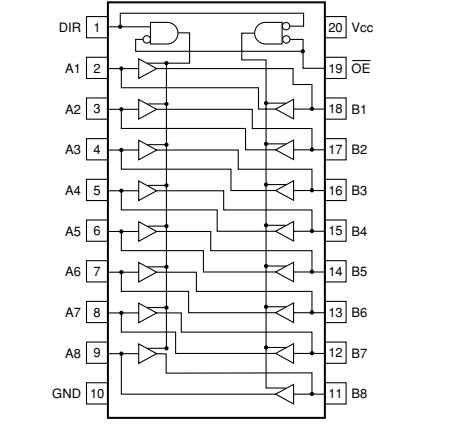 DIR 1 20 Vcc
A1 2 19 OE
A2 3 18 B1
A3 4 17 B2
A4 5 16 B3
A5 6 15 B4
A6 7 14 B5
A7 8 13 B6
A8 9 12 B7
GND 10 11 B8